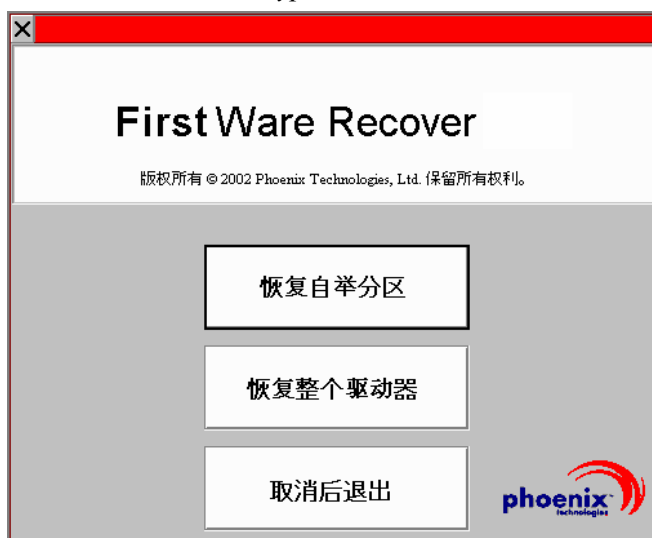 First Ware Recover
版权所有 © 2002 Phoenix Technologies, Ltd. 保留所有权利。
恢复自举分区
恢复整个驱动器
取消后退出
phoenix
technologies